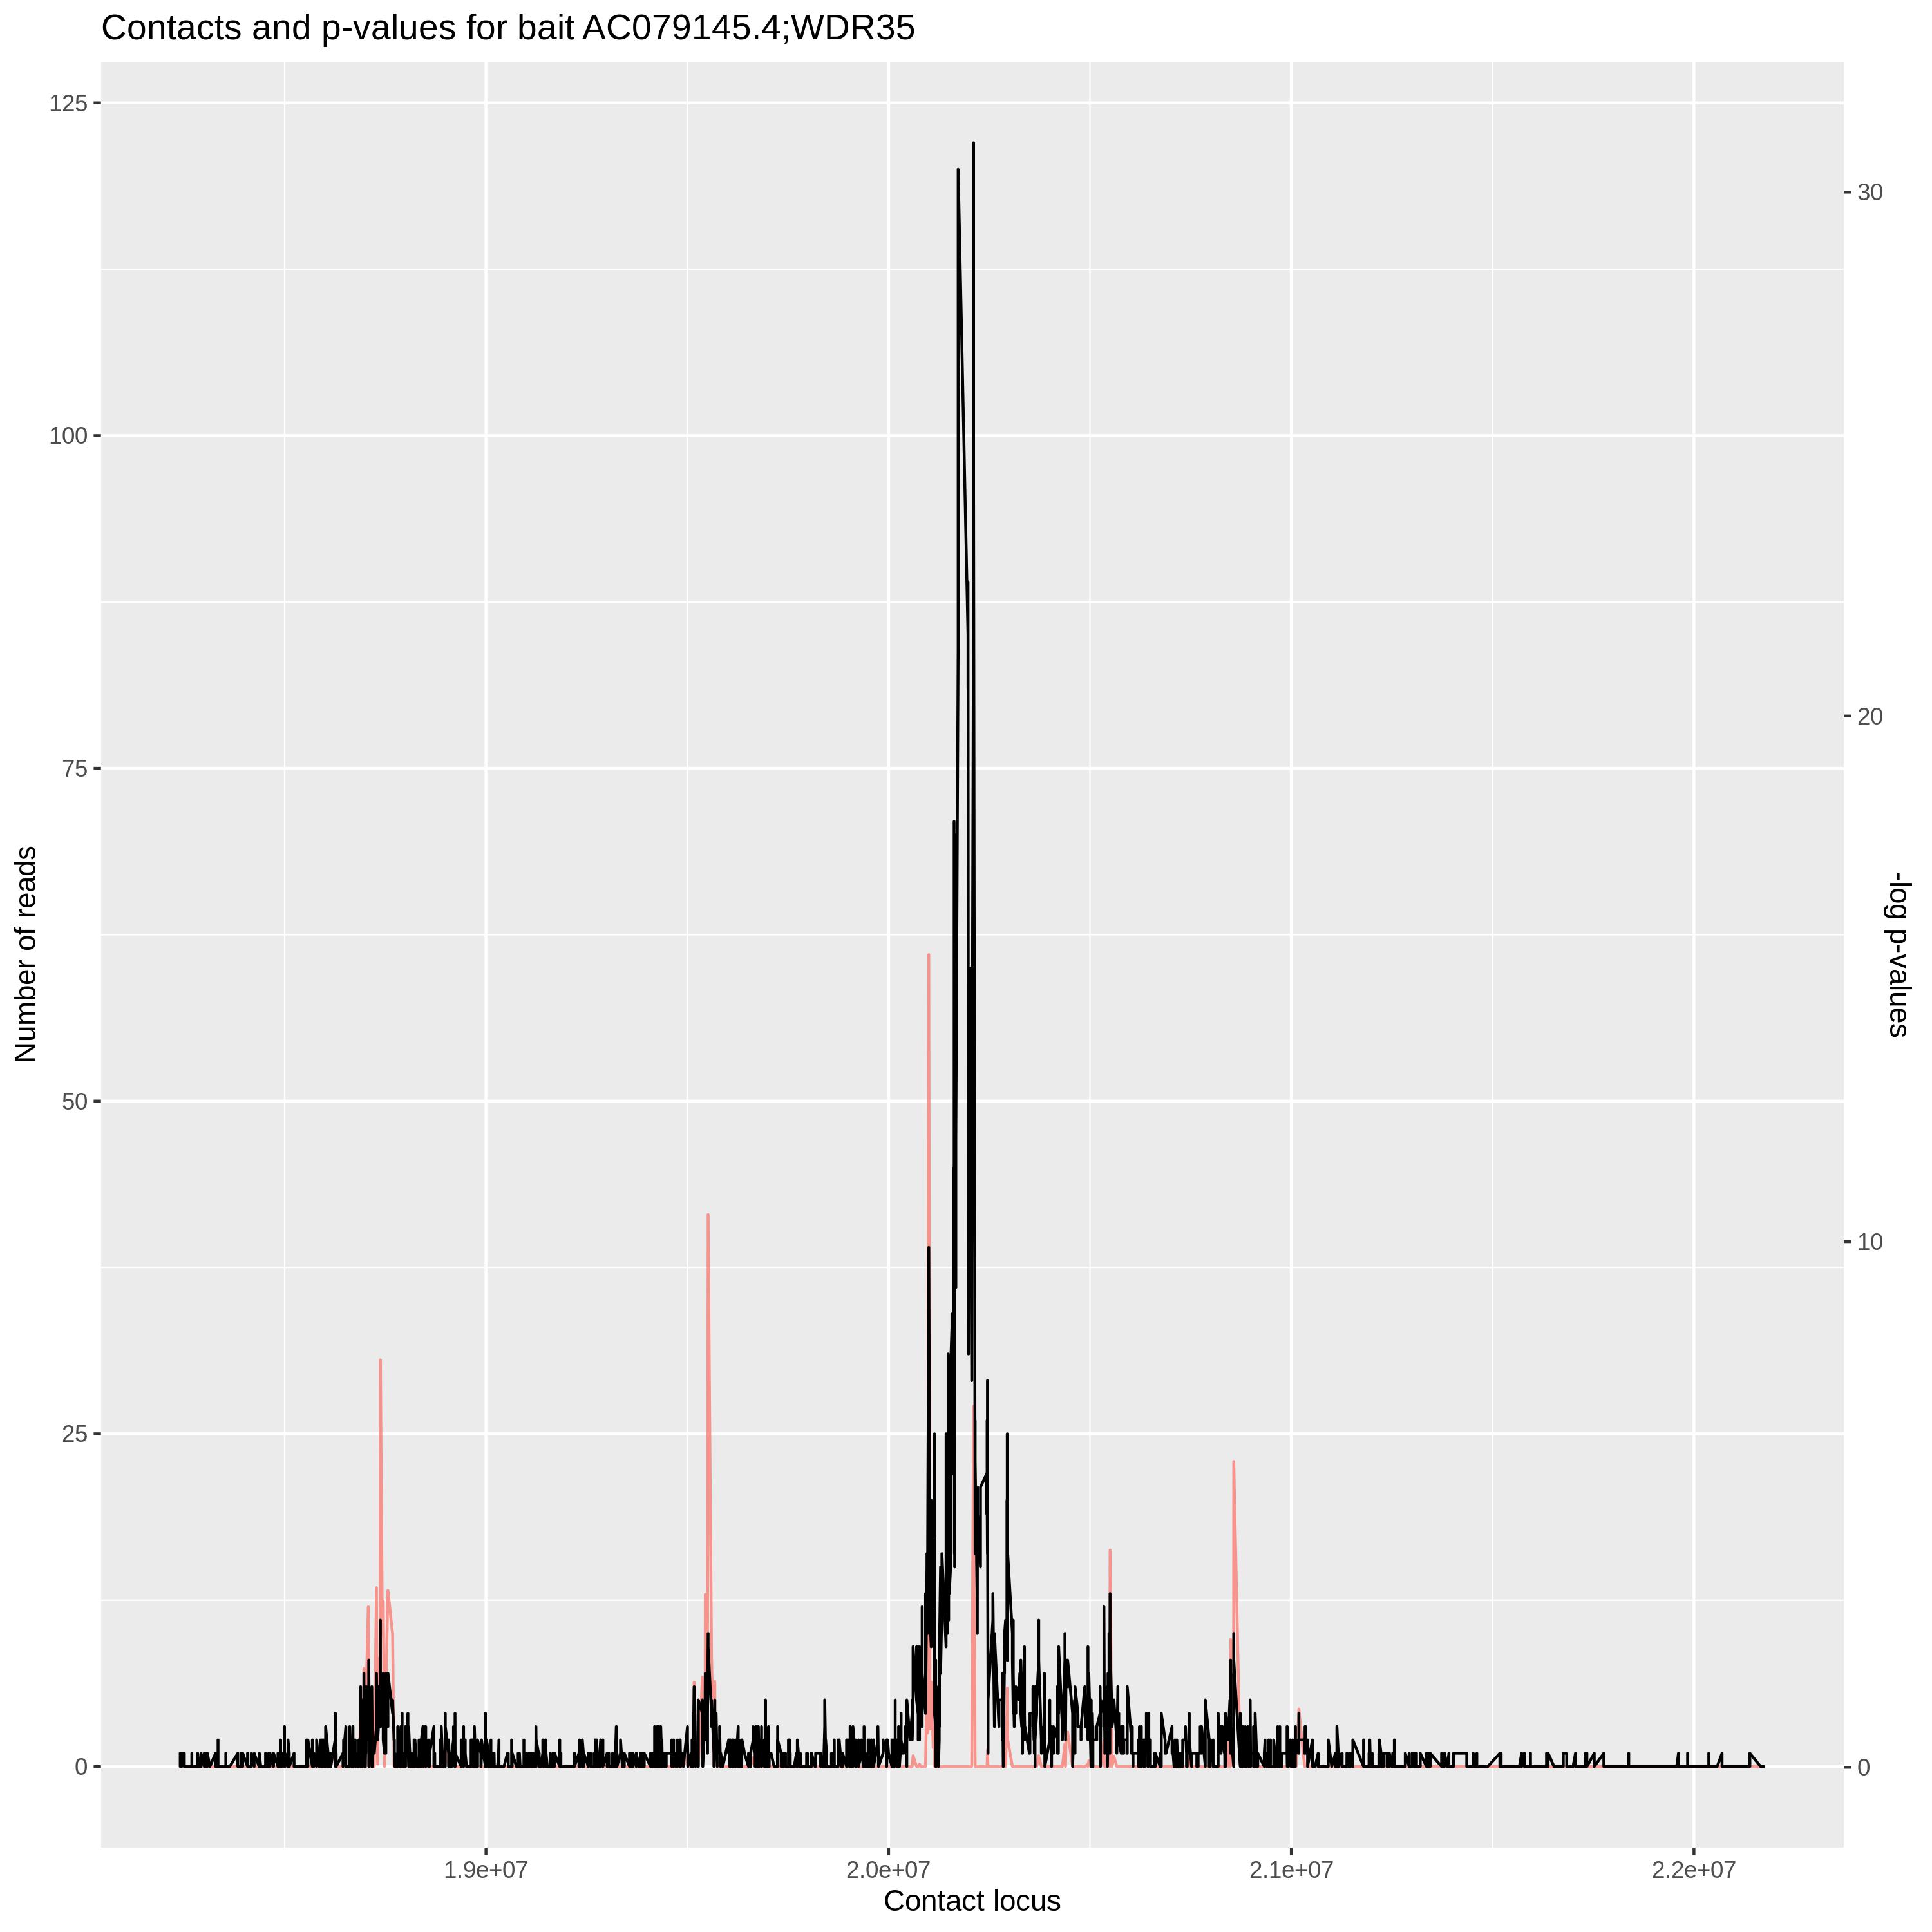 Contacts and p-values for bait AC079145.4;WDR35
125
100
75
50
25
0
Number of reads
30
20
10
0
-log p-values
1.9e+07
2.0e+07
2.1e+07
2.2e+07
Contact locus